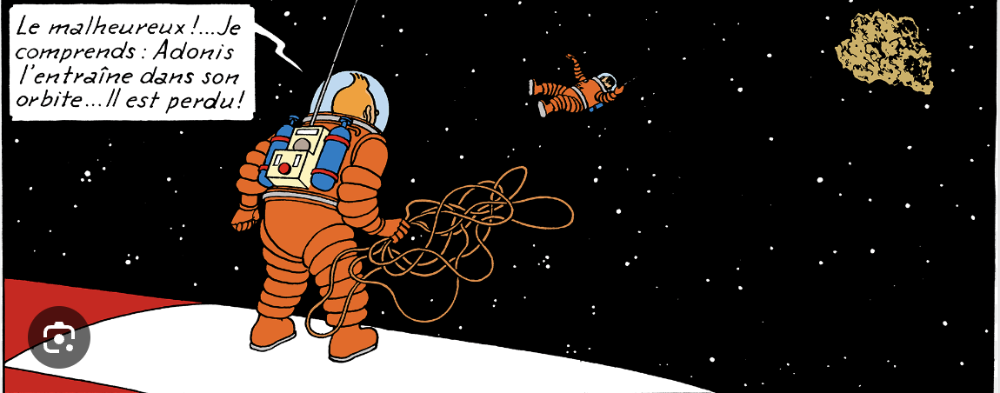 Le malheureux!...Je
comprends : Adonis
l'entraîne dans son
orbite...Il est perdu!